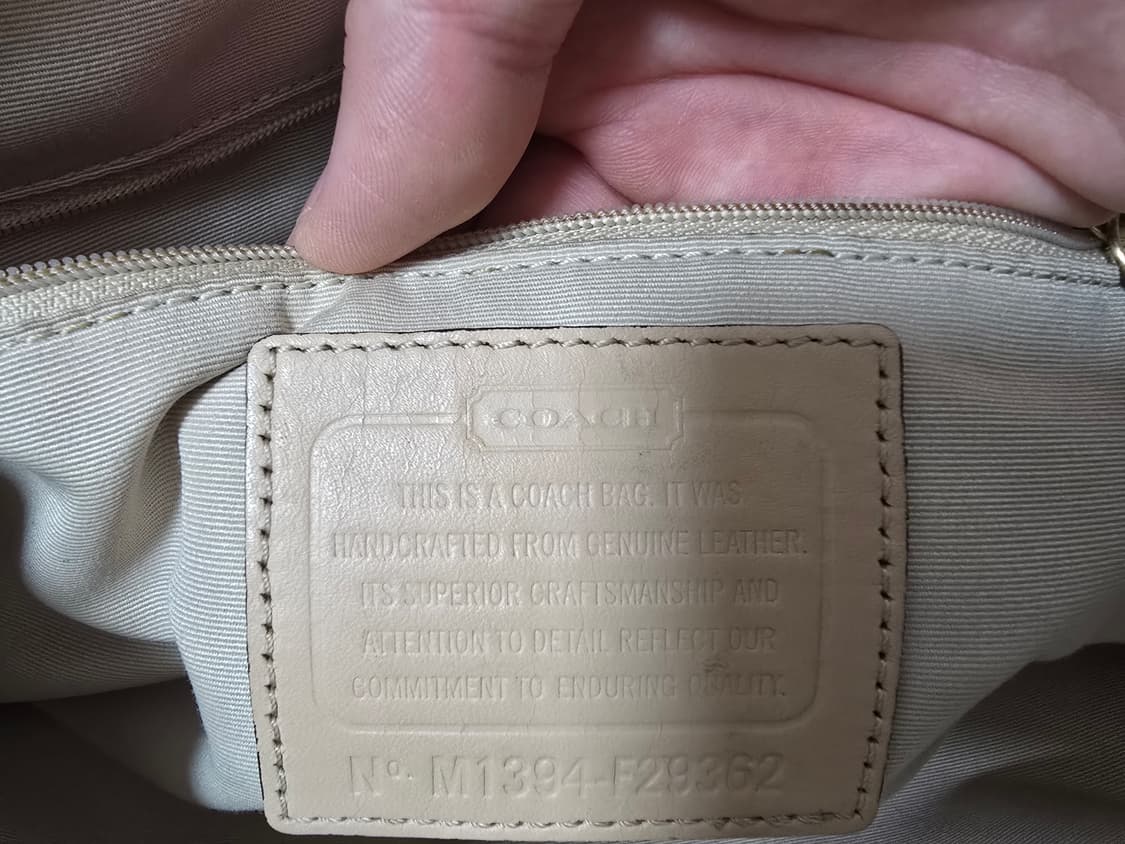 COACH
THIS IS A COACH BAG. IT WAS
HANDCRAFTED FROM GENUINE LEATHER.
ITS SUPERIOR CRAFTSMANSHIP AND
ATTENTION TO DETAIL REFLECT OUR
COMMITMENT TO ENDURING QUALITY.
Nº. M1394-F29362